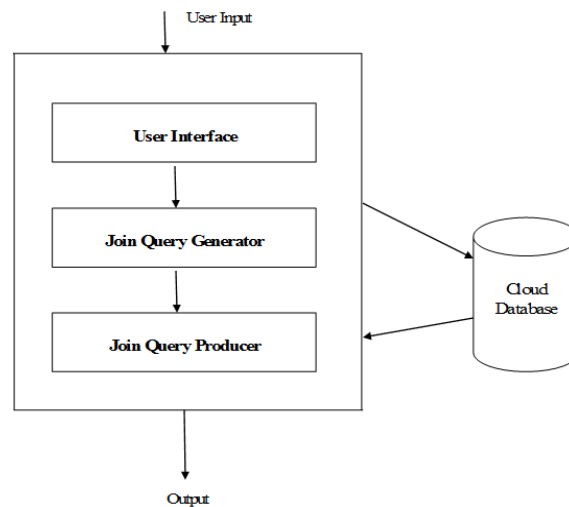 User Input
User Interface
Join Query Generator
Cloud
Database
Join Query Producer
Output